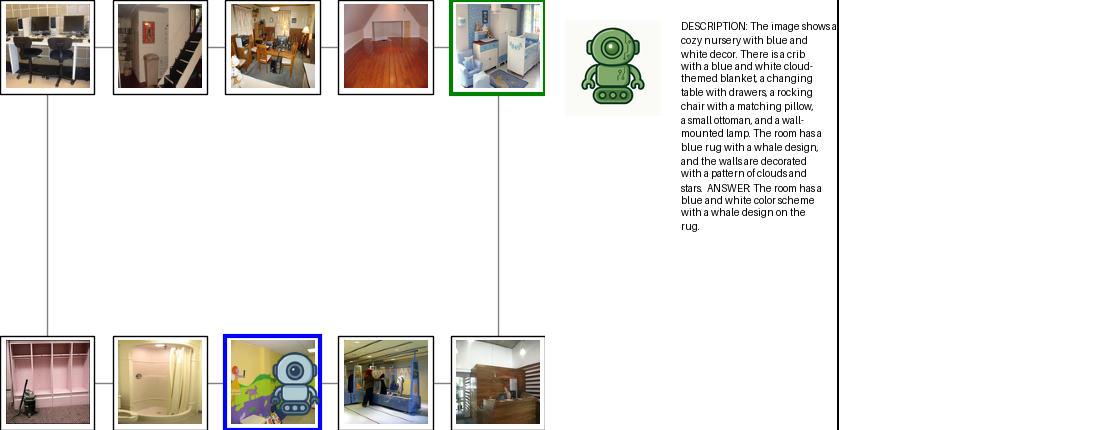 DESCRIPTION: The image shows a
cozy nursery with blue and
white decor. There is a crib
with a blue and white cloud-
themed blanket, a changing
table with drawers, a rocking
chair with a matching pillow,
a small ottoman, and a wall-
mounted lamp. The room has a
blue rug with a whale design,
and the walls are decorated
with a pattern of clouds and
stars. ANSWER: The room has a
blue and white color scheme
with a whale design on the
rug.